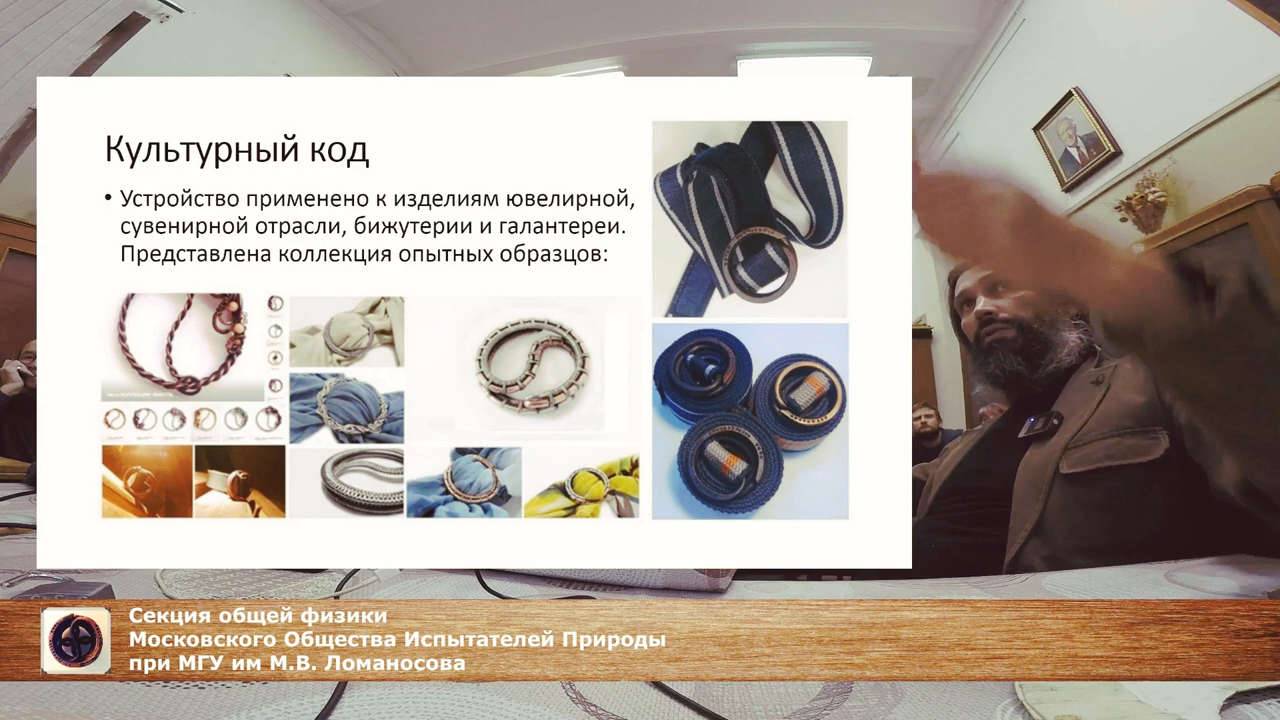 Культурный код
• Устройство применено к изделиям ювелирной,
сувенирной отрасли, бижутерии и галантереи.
Представлена коллекция опытных образцов:
Секция общей физики
Московского Общества Испытателей Природы
при МГУ им М.В. Ломаносова